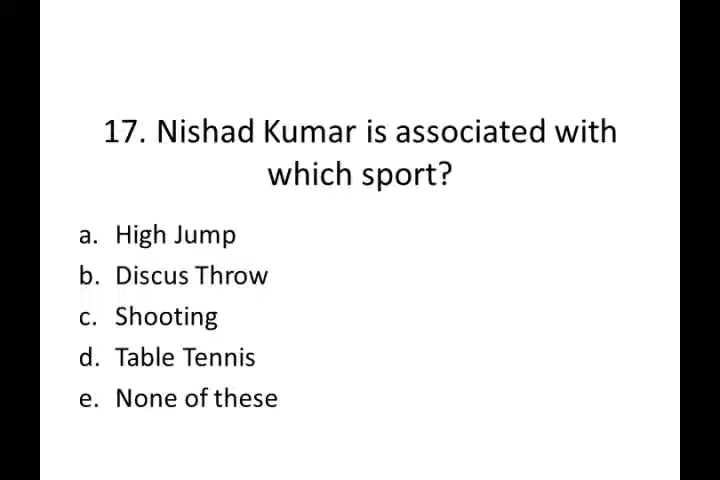 17. Nishad Kumar is associated with
which sport?
a. High Jump
b. Discus Throw
c. Shooting
d. Table Tennis
e. None of these